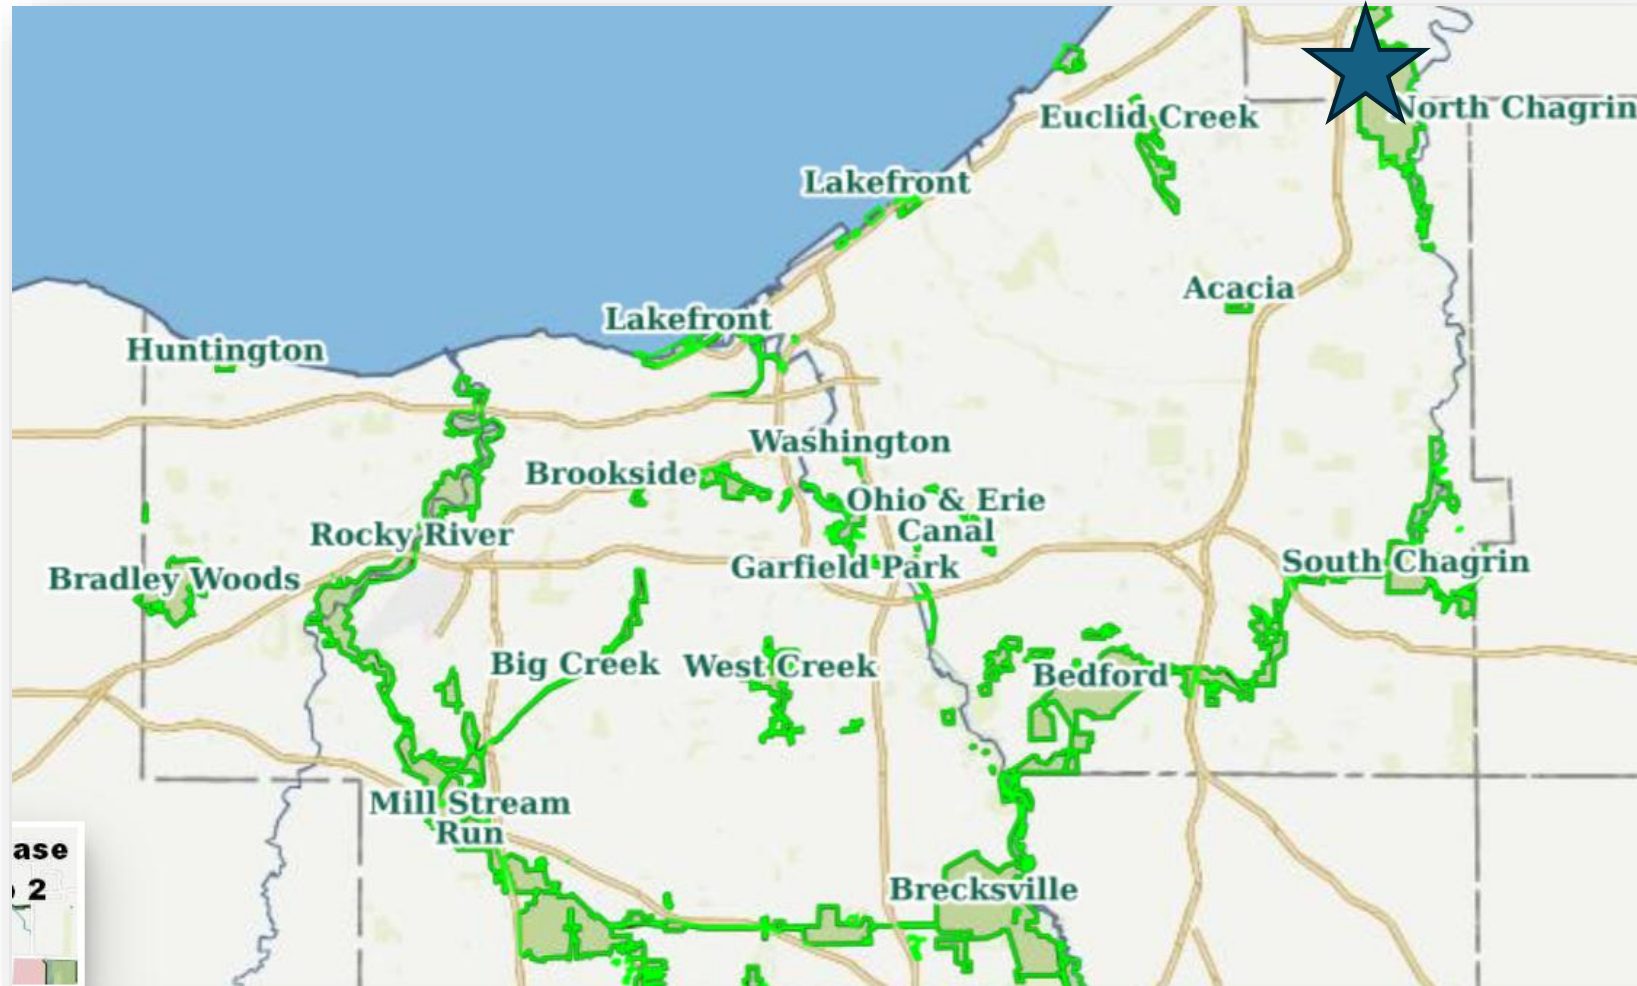 Euclid Creek
North Chagrin
Lakefront
Acacia
Lakefront
Huntington
Washington
Brookside
Ohio & Erie
Canal
Rocky River
Garfield Park
South Chagrin
Bradley Woods
Big Creek
West Creek
Bedford
Mill Stream
Run
ase
2
Brecksville